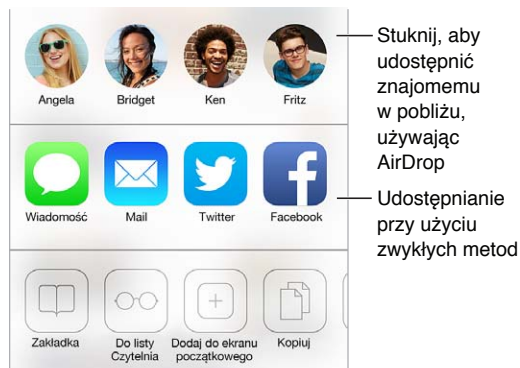 Angela Bridget Ken Fritz
Stuknij, aby
udostępnić
znajomemu
w pobliżu,
używając
AirDrop
Wiadomość Mail Twitter Facebook
Udostępnianie
przy użyciu
zwykłych metod
Zakładka Do listy Dodaj do ekranu Kopiuj
Czytelnia początkowego